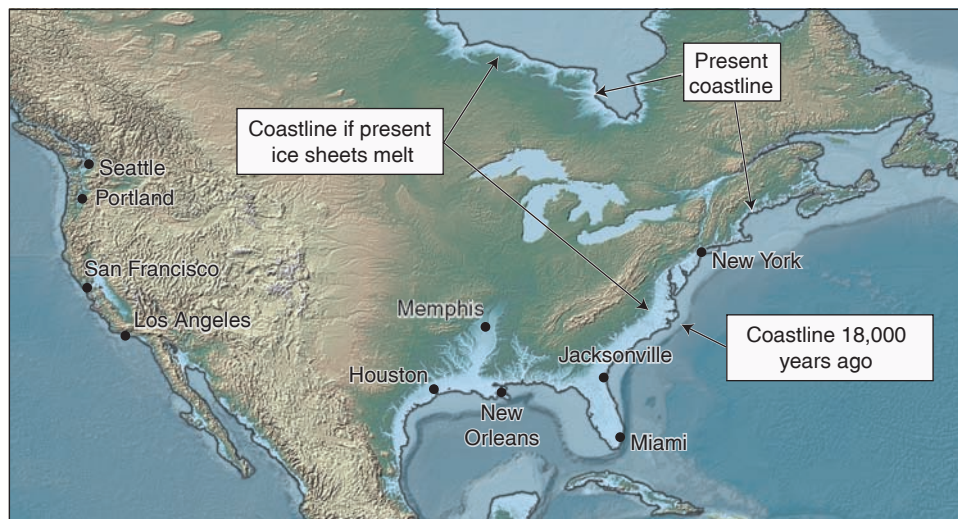 Present
coastline
Coastline if present
ice sheets melt
Seattle
Portland
New York
San Francisco
Memphis
Los Angeles
Coastline 18,000
years ago
Jacksonville
Houston
New
Orleans
Miami